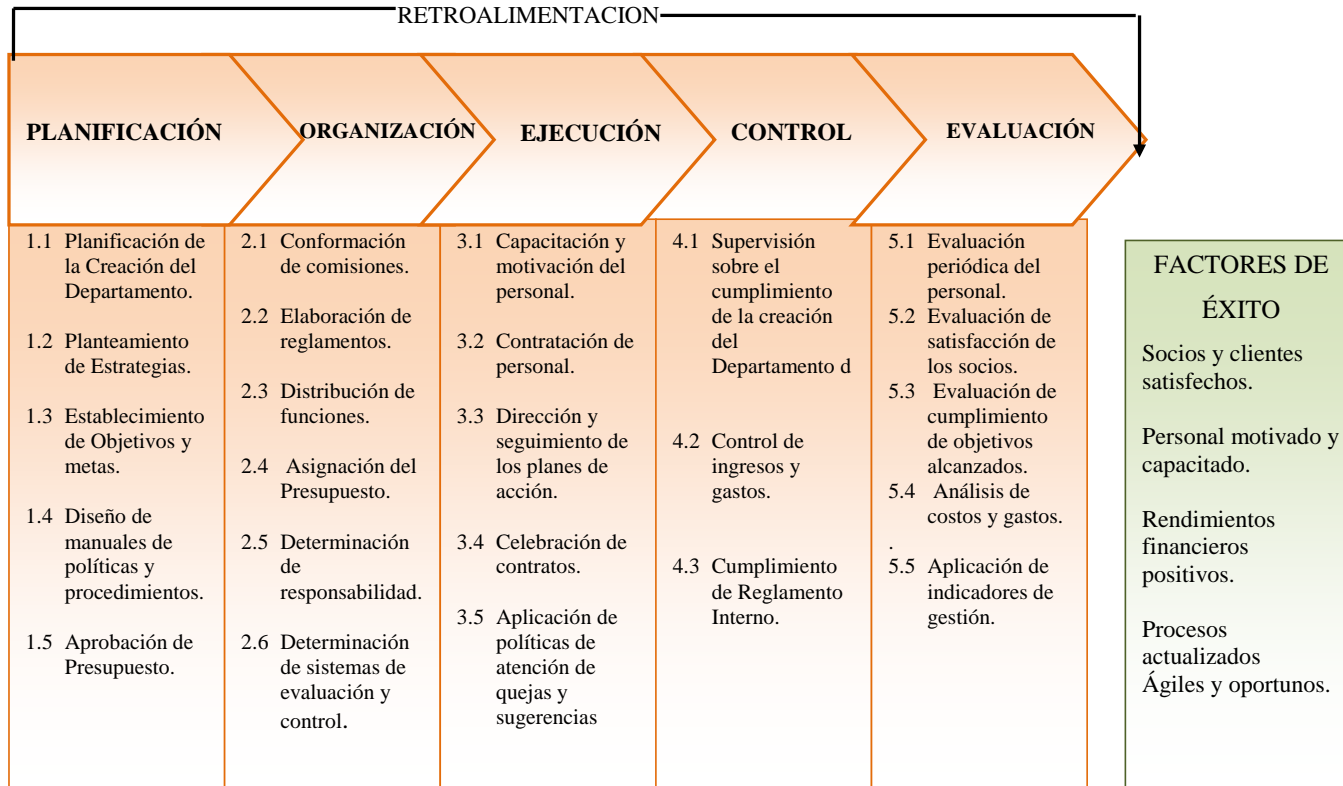 RETROALIMENTACION
PLANIFICACIÓN
ORGANIZACIÓN
EJECUCIÓN
CONTROL
EVALUACIÓN
1.1 Planificación de
la Creación del
Departamento.
1.2 Planteamiento
de Estrategias.
1.3 Establecimiento
de Objetivos y
metas.
1.4 Diseño de
manuales de
políticas y
procedimientos.
1.5 Aprobación de
Presupuesto.
2.1 Conformación
de comisiones.
2.2 Elaboración de
reglamentos.
2.3 Distribución de
funciones.
2.4 Asignación del
Presupuesto.
2.5 Determinación
de
responsabilidad.
2.6 Determinación
de sistemas de
evaluación y
control.
3.1 Capacitación y
motivación del
personal.
3.2 Contratación de
personal.
3.3 Dirección y
seguimiento de
los planes de
acción.
3.4 Celebración de
contratos.
3.5 Aplicación de
políticas de
atención de
quejas y
sugerencias
4.1 Supervisión
sobre el
cumplimiento
de la creación
del
Departamento d
4.2 Control de
ingresos y
gastos.
4.3 Cumplimiento
de Reglamento
Interno.
5.1 Evaluación
periódica del
personal.
5.2 Evaluación de
satisfacción de
los socios.
5.3 Evaluación de
cumplimiento
de objetivos
alcanzados.
5.4 Análisis de
costos y gastos.
.
5.5 Aplicación de
indicadores de
gestión.
FACTORES DE
ÉXITO
Socios y clientes
satisfechos.
Personal motivado y
capacitado.
Rendimientos
financieros
positivos.
Procesos
actualizados
Ágiles y oportunos.